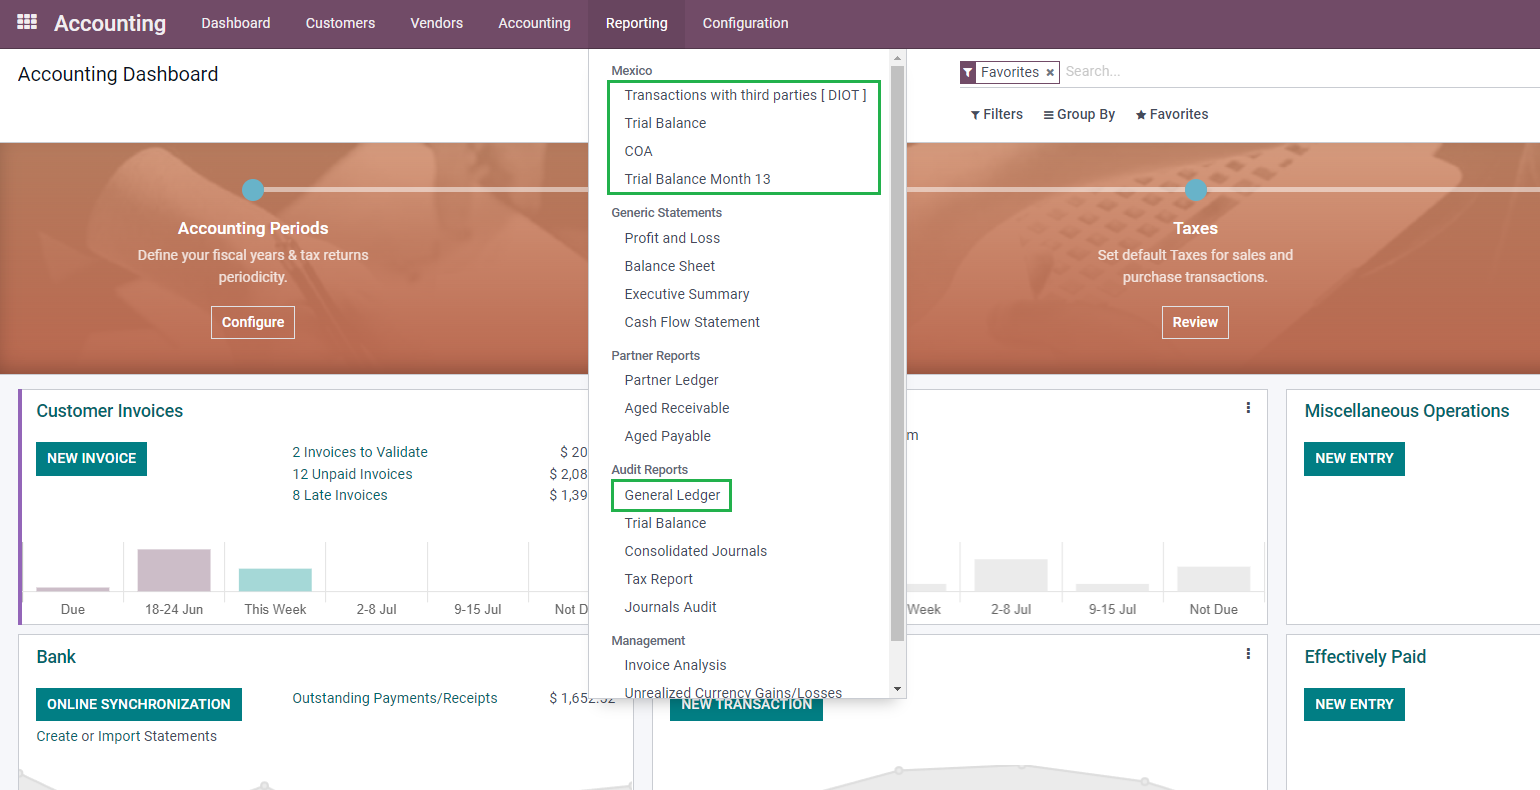 Accounting
Dashboard
Customers
Vendors
Accounting
Reporting
Configuration
Accounting Dashboard
Favorites ×
Search...
Filters
Group By
Favorites
Mexico
Transactions with third parties [ DIOT ]
Trial Balance
COA
Trial Balance Month 13
Generic Statements
Profit and Loss
Balance Sheet
Executive Summary
Cash Flow Statement
Partner Reports
Partner Ledger
Aged Receivable
Aged Payable
Audit Reports
General Ledger
Trial Balance
Consolidated Journals
Tax Report
Journals Audit
Management
Invoice Analysis
Unrealized Currency Gains/Losses
Accounting Periods
Define your fiscal years & tax returns
periodicity.
Configure
Taxes
Set default Taxes for sales and
purchase transactions.
Review
Customer Invoices
NEW INVOICE
2 Invoices to Validate
$ 20
12 Unpaid Invoices
$ 2,08
8 Late Invoices
$ 1,39
Due
18-24 Jun
This Week
2-8 Jul
9-15 Jul
Not D
m
Week
2-8 Jul
9-15 Jul
Not Due
Miscellaneous Operations
NEW ENTRY
Bank
ONLINE SYNCHRONIZATION
Outstanding Payments/Receipts
Create or Import Statements
NEW TRANSACTION
Effectively Paid
NEW ENTRY